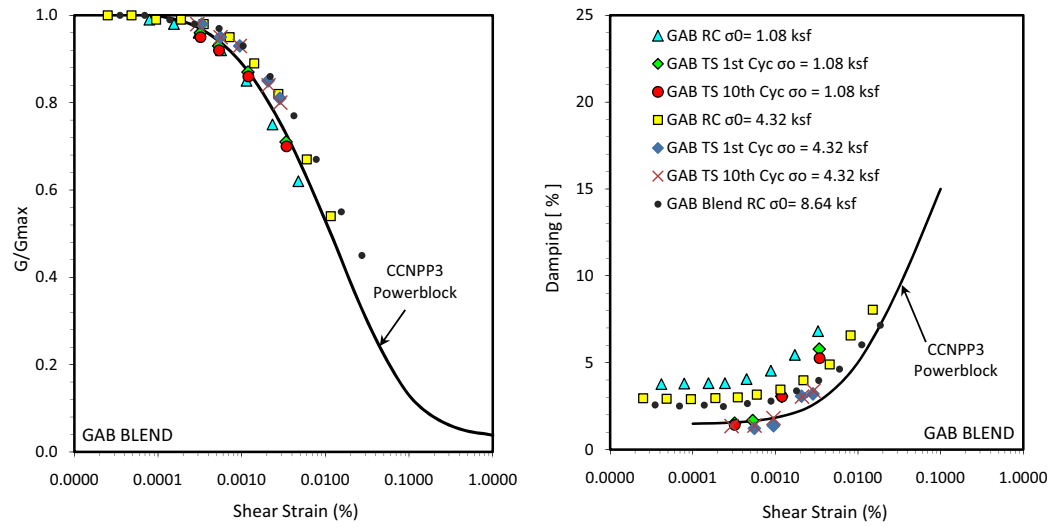 1.0
0.8
0.6
0.4
0.2
0.0
G/Gmax
CCNPP3
Powerblock
GAB BLEND
0.0000 0.0001 0.0010 0.0100 0.1000 1.0000
Shear Strain (%)
25
20
15
10
5
0
Damping [ % ]
GAB RC σ0= 1.08 ksf
GAB TS 1st Cyc σo = 1.08 ksf
GAB TS 10th Cyc σo = 1.08 ksf
GAB RC σ0= 4.32 ksf
GAB TS 1st Cyc σo = 4.32 ksf
GAB TS 10th Cyc σo = 4.32 ksf
GAB Blend RC σ0= 8.64 ksf
CCNPP3
Powerblock
GAB BLEND
0.0000 0.0001 0.0010 0.0100 0.1000 1.0000
Shear Strain (%)